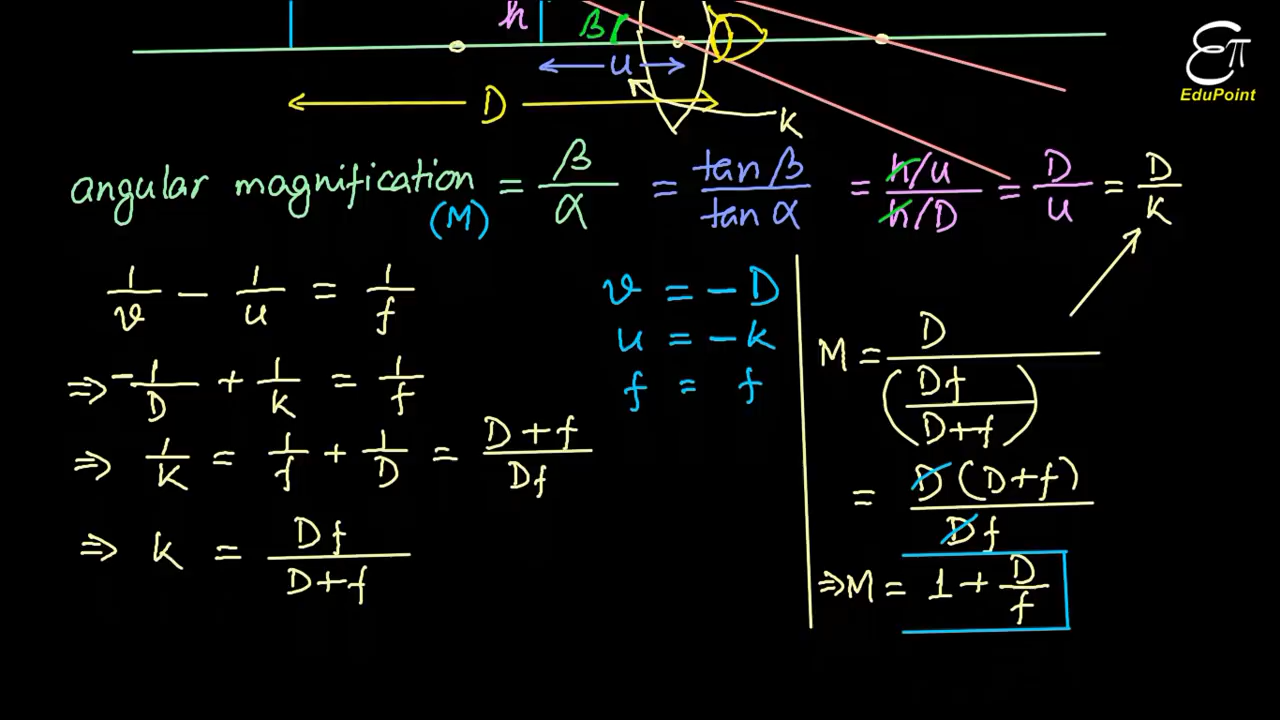 h
β
u
D
K
επ
EduPoint
angular magnification (M) = β/α = tan β/tan α = h/u / h/D = D/u = D/K
1/v - 1/u = 1/f
⇒ -1/D + 1/K = 1/f
⇒ 1/K = 1/f + 1/D = D+f/Df
⇒ K = Df/D+f
v = -D
u = -k
f = f
M = D/(Df/D+f)
= D(D+f)/Df
⇒ M = 1 + D/f